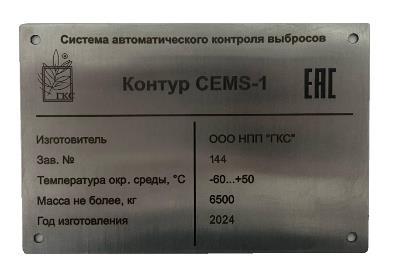 Система автоматического контроля выбросов
ГКС
Контур CEMS-1
EAC
Изготовитель ООО НПП "ГКС"
Зав. № 144
Температура окр. среды, °С -60...+50
Масса не более, кг 6500
Год изготовления 2024